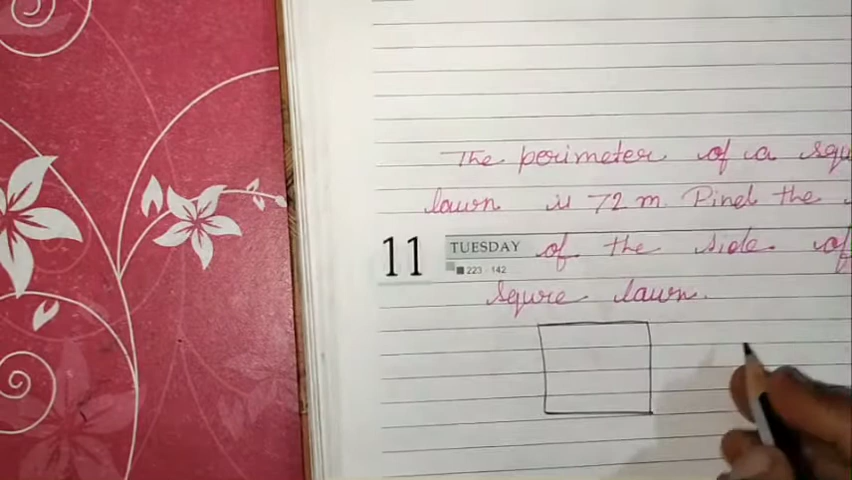 The perimeter of a squ
lawn is 72 m. Find the
11 TUESDAY of the side of
223 - 142
squre lawn.